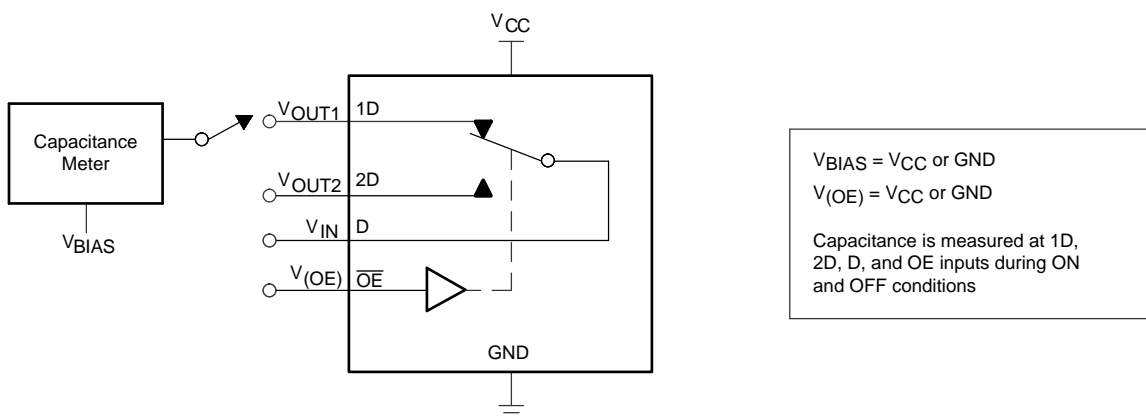 VCC
Capacitance
Meter
VBIAS
VOUT1 1D
VOUT2 2D
VIN D
V(OE) OE
GND
VBIAS = VCC or GND
V(OE) = VCC or GND
Capacitance is measured at 1D,
2D, D, and OE inputs during ON
and OFF conditions